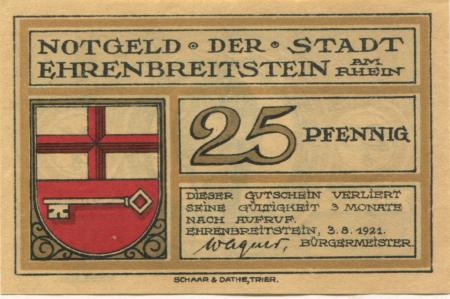 NOTGELD · DER · STADT
EHRENBREITSTEIN AM RHEIN
25 PFENNIG
DIESER GUTSCHEIN VERLIERT
SEINE GÜLTIGKEIT 3 MONATE
NACH AUFRUF.
EHRENBREITSTEIN, 3.8.1921.
Wagner, BÜRGERMEISTER.
SCHAAR & DATHE, TRIER.